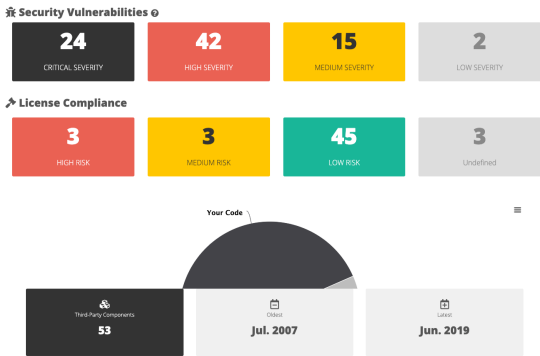 Security Vulnerabilities
24 42 15 2
CRITICAL SEVERITY HIGH SEVERITY MEDIUM SEVERITY LOW SEVERITY
License Compliance
3 3 45 3
HIGH RISK MEDIUM RISK LOW RISK Undefined
Your Code
Third-Party Components Oldest Latest
53 Jul. 2007 Jun. 2019